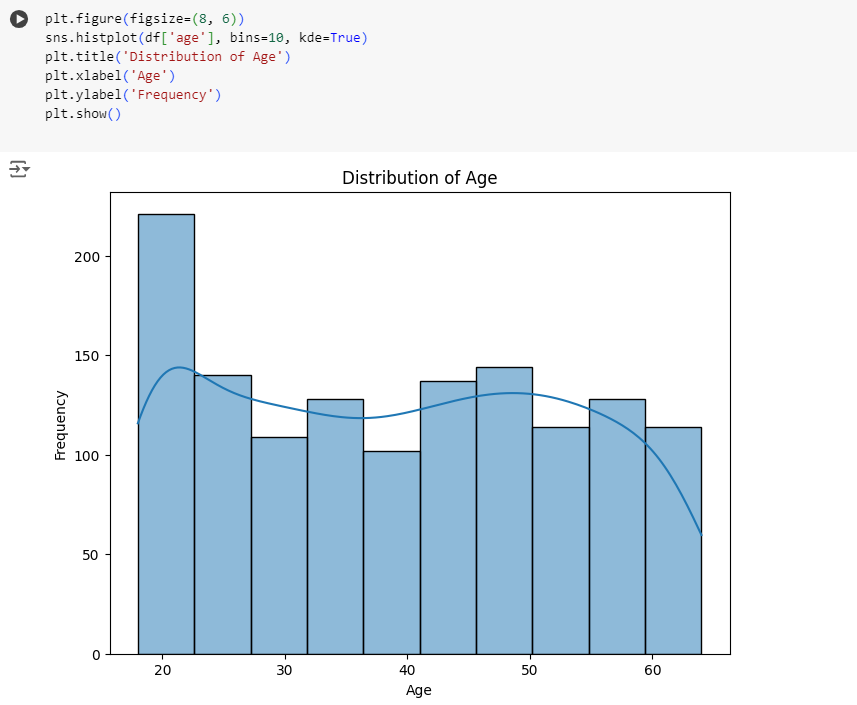 plt.figure(figsize=(8, 6))
sns.histplot(df['age'], bins=10, kde=True)
plt.title('Distribution of Age')
plt.xlabel('Age')
plt.ylabel('Frequency')
plt.show()
Distribution of Age
200
150
100
50
0
Frequency
20 30 40 50 60
Age